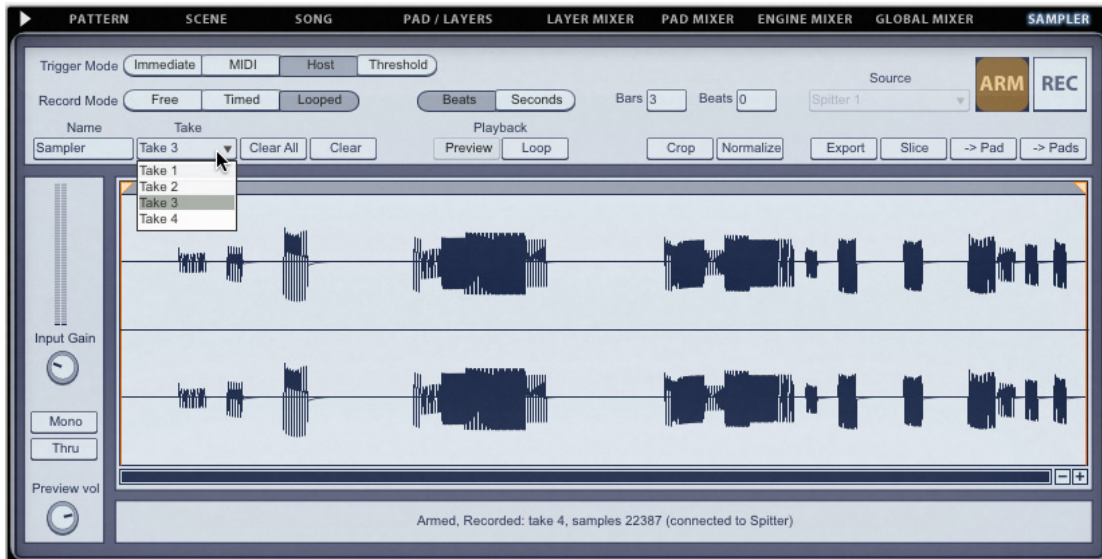 PATTERN SCENE SONG PAD / LAYERS LAYER MIXER PAD MIXER ENGINE MIXER GLOBAL MIXER SAMPLER
Trigger Mode Immediate MIDI Host Threshold
Source
ARM REC
Record Mode Free Timed Looped Beats Seconds Bars 3 Beats 0 Spitter 1
Name Take Playback
Sampler Take 3 Clear All Clear Preview Loop Crop Normalize Export Slice -> Pad -> Pads
Take 1
Take 2
Take 3
Take 4
Input Gain
Mono
Thru
Preview vol
Armed, Recorded: take 4, samples 22387 (connected to Spitter)